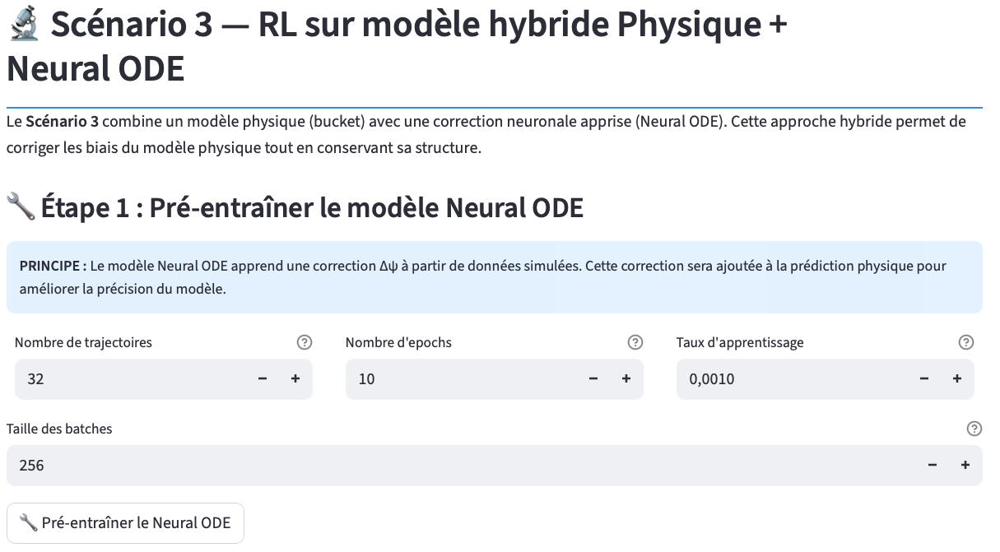 🔬 Scénario 3 — RL sur modèle hybride Physique +
Neural ODE
Le Scénario 3 combine un modèle physique (bucket) avec une correction neuronale apprise (Neural ODE). Cette approche hybride permet de
corriger les biais du modèle physique tout en conservant sa structure.
🔧 Étape 1 : Pré-entraîner le modèle Neural ODE
PRINCIPE : Le modèle Neural ODE apprend une correction Δψ à partir de données simulées. Cette correction sera ajoutée à la prédiction physique pour
améliorer la précision du modèle.
Nombre de trajectoires
32
Nombre d'epochs
10
Taux d'apprentissage
0,0010
Taille des batches
256
🔧 Pré-entraîner le Neural ODE